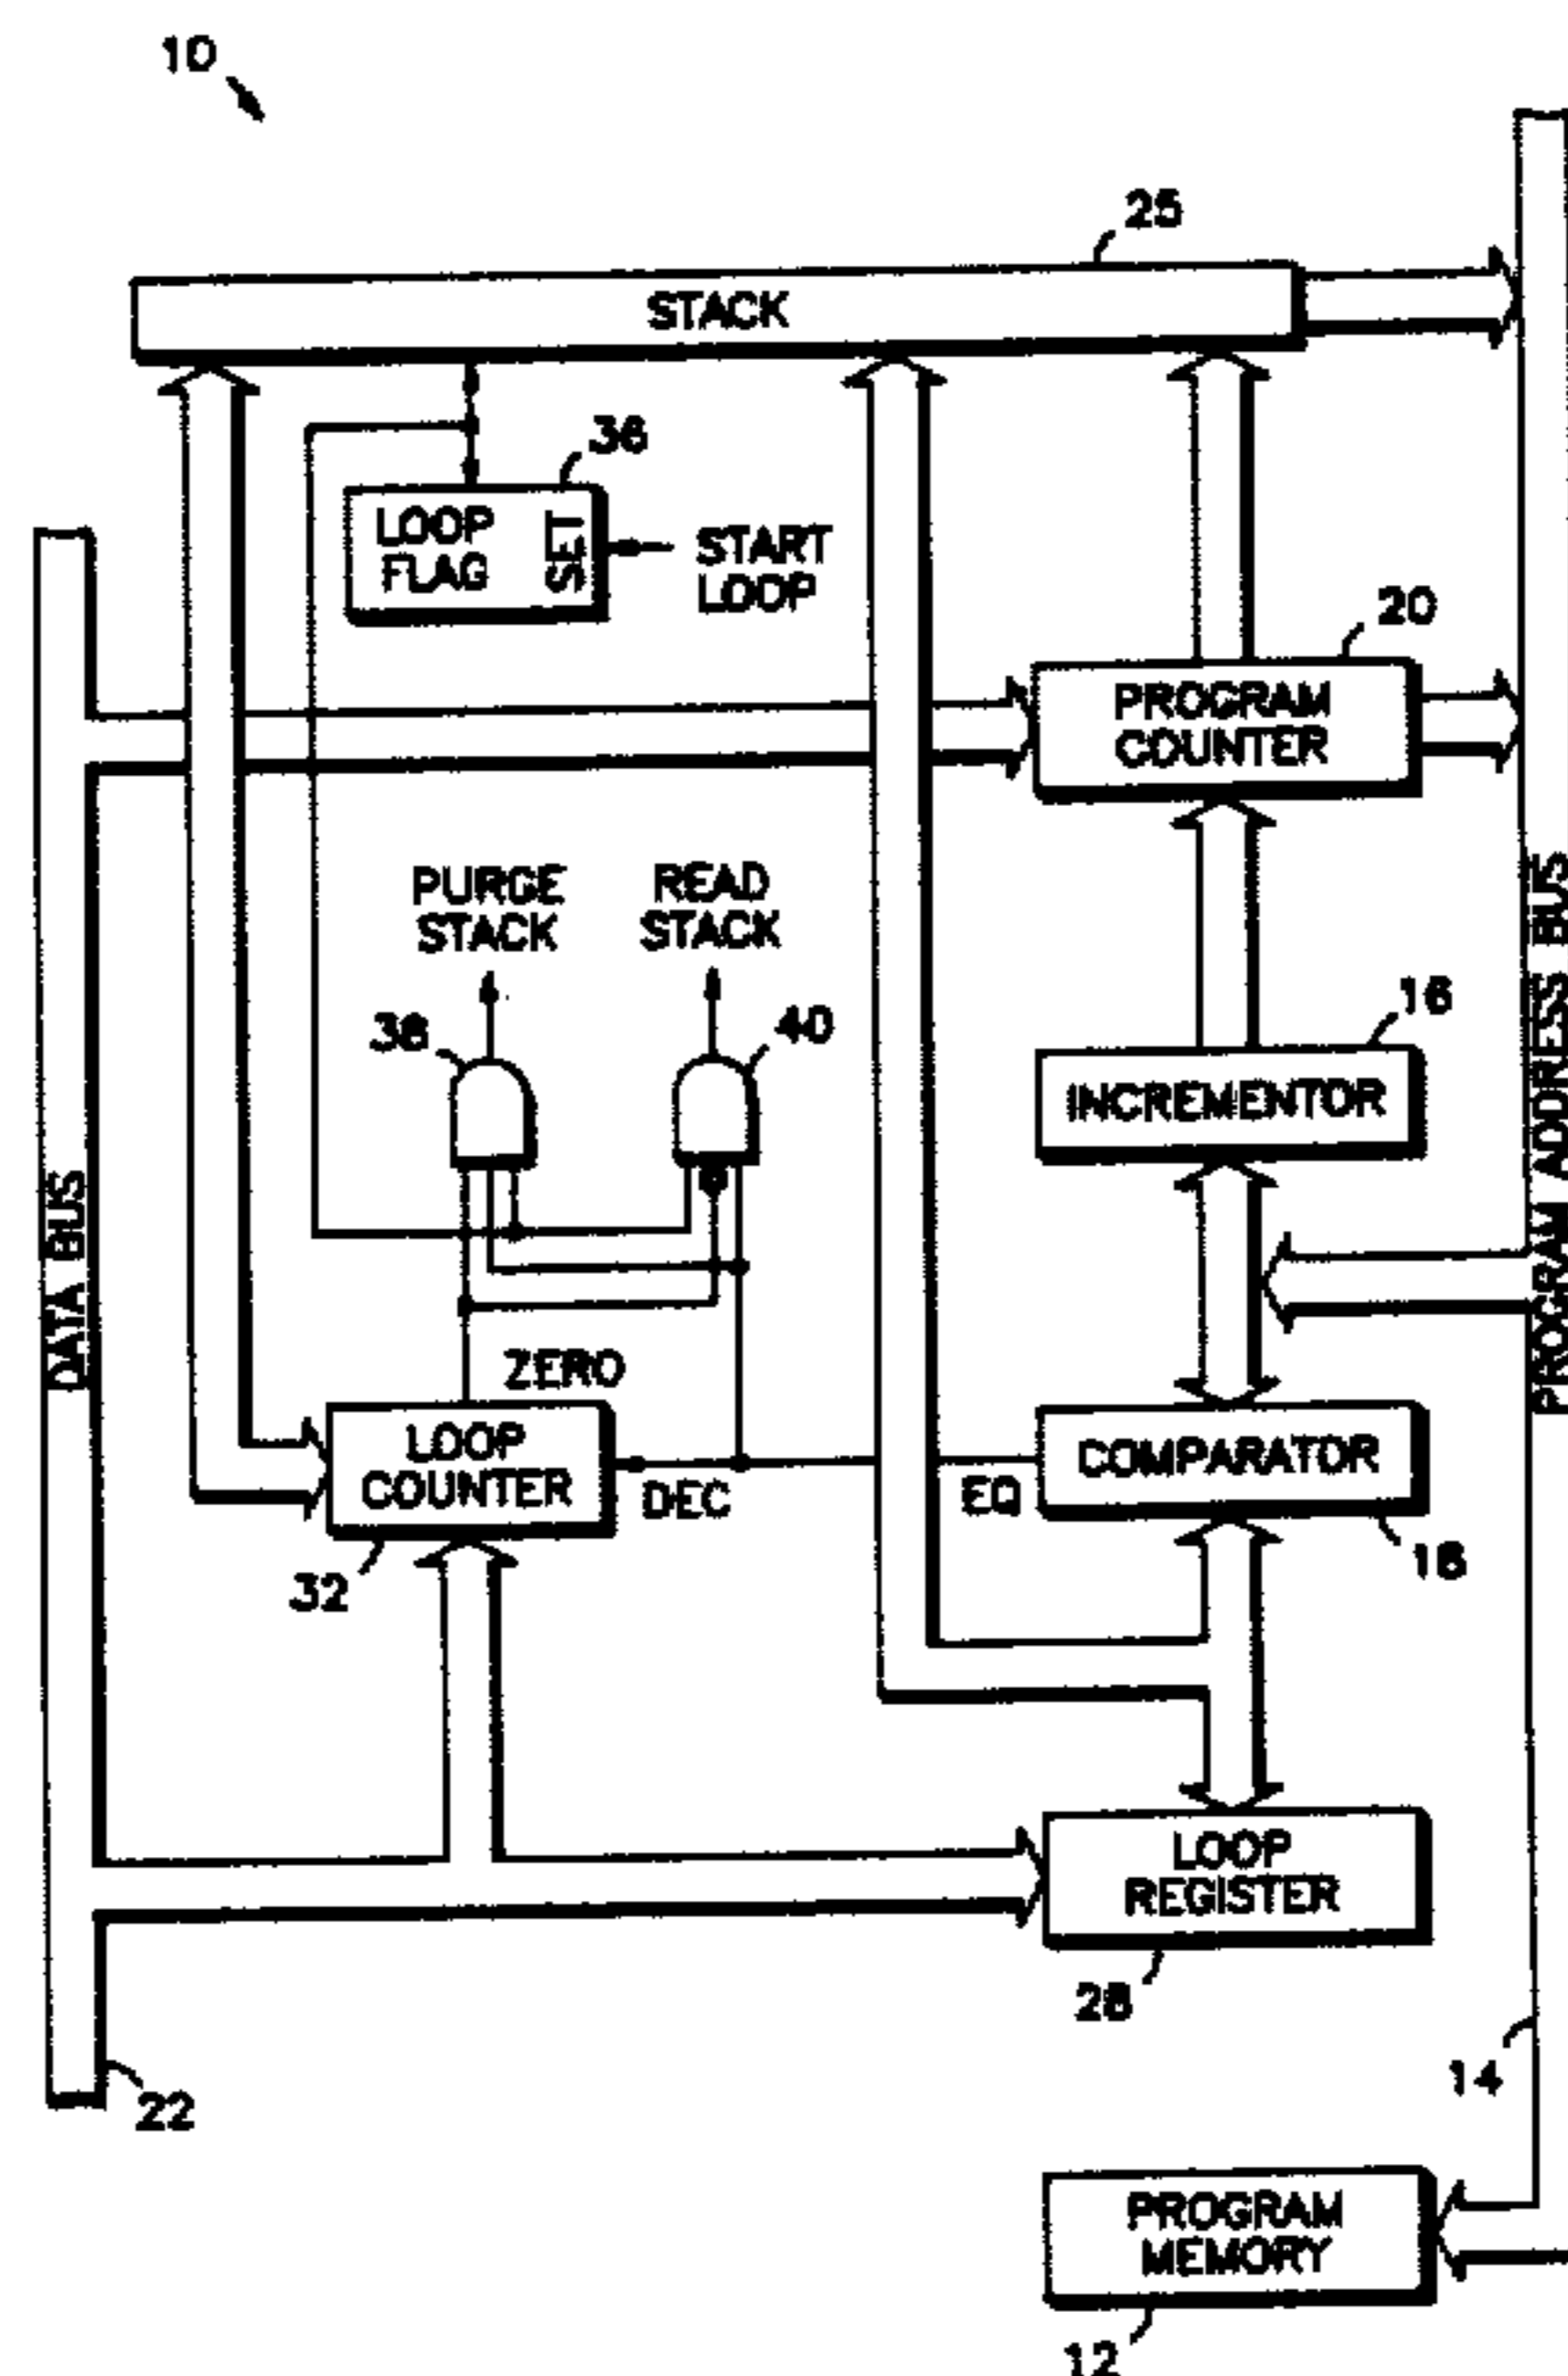 10
25
STACK
36
LOOP
FLAG
SET
START
LOOP
20
PROGRAM
COUNTER
PURGE
STACK
READ
STACK
38
40
16
INCREMENTOR
DATA BUS
PROGRAM ADDRESS BUS
ZERO
LOOP
COUNTER
DEC
EQ
COMPARATOR
18
32
LOOP
REGISTER
28
14
22
PROGRAM
MEMORY
12